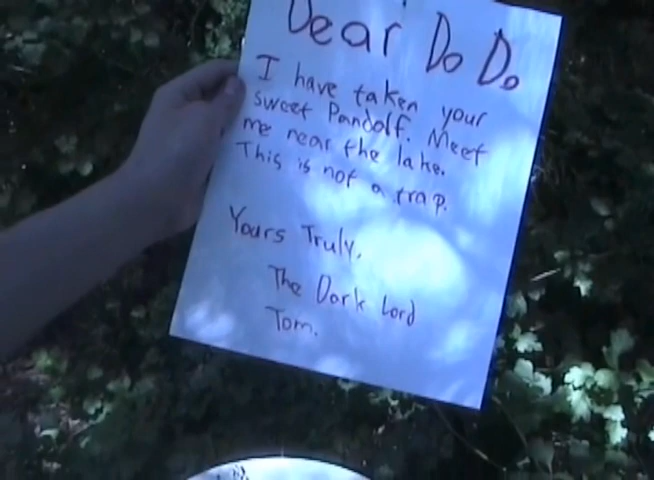 Dear Do Do
I have taken your
sweet Pandolf. Meet
me near the lake.
This is not a trap.
Yours Truly,
The Dark Lord
Tom.